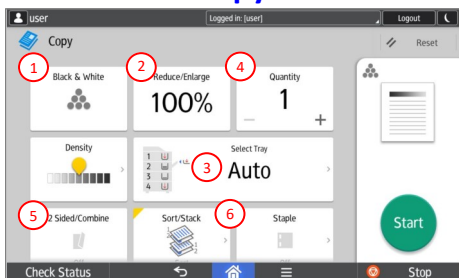 user Logged in: [user] Logout
Copy Reset
1 2 4
Black & White Reduce/Enlarge Quantity
100% 1
− +
Density Select Tray
1
2 3 Auto
3
4
5 6
2 Sided/Combine Sort/Stack Staple
Start
Check Status Stop